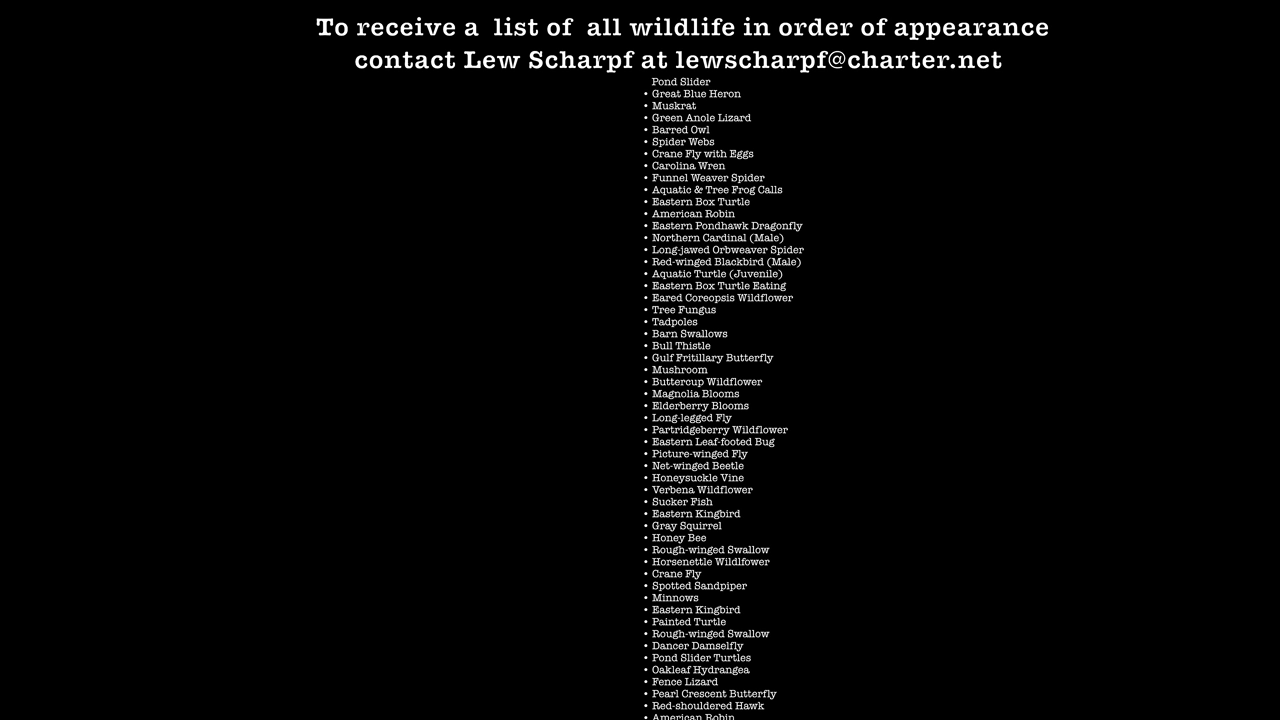 To receive a  list of  all wildlife in order of appearance
contact Lew Scharpf at lewscharpf@charter.net
Pond Slider
• Great Blue Heron
• Muskrat
• Green Anole Lizard
• Barred Owl
• Spider Webs
• Crane Fly with Eggs
• Carolina Wren
• Funnel Weaver Spider
• Aquatic & Tree Frog Calls
• Eastern Box Turtle
• American Robin
• Eastern Pondhawk Dragonfly
• Northern Cardinal (Male)
• Long-jawed Orbweaver Spider
• Red-winged Blackbird (Male)
• Aquatic Turtle (Juvenile)
• Eastern Box Turtle Eating
• Eared Coreopsis Wildflower
• Tree Fungus
• Tadpoles
• Barn Swallows
• Bull Thistle
• Gulf Fritillary Butterfly
• Mushroom
• Buttercup Wildflower
• Magnolia Blooms
• Elderberry Blooms
• Long-legged Fly
• Partridgeberry Wildflower
• Eastern Leaf-footed Bug
• Picture-winged Fly
• Net-winged Beetle
• Honeysuckle Vine
• Verbena Wildflower
• Sucker Fish
• Eastern Kingbird
• Gray Squirrel
• Honey Bee
• Rough-winged Swallow
• Horsenettle Wildlfower
• Crane Fly
• Spotted Sandpiper
• Minnows
• Eastern Kingbird
• Painted Turtle
• Rough-winged Swallow
• Dancer Damselfly
• Pond Slider Turtles
• Oakleaf Hydrangea
• Fence Lizard
• Pearl Crescent Butterfly
• Red-shouldered Hawk
• American Robin